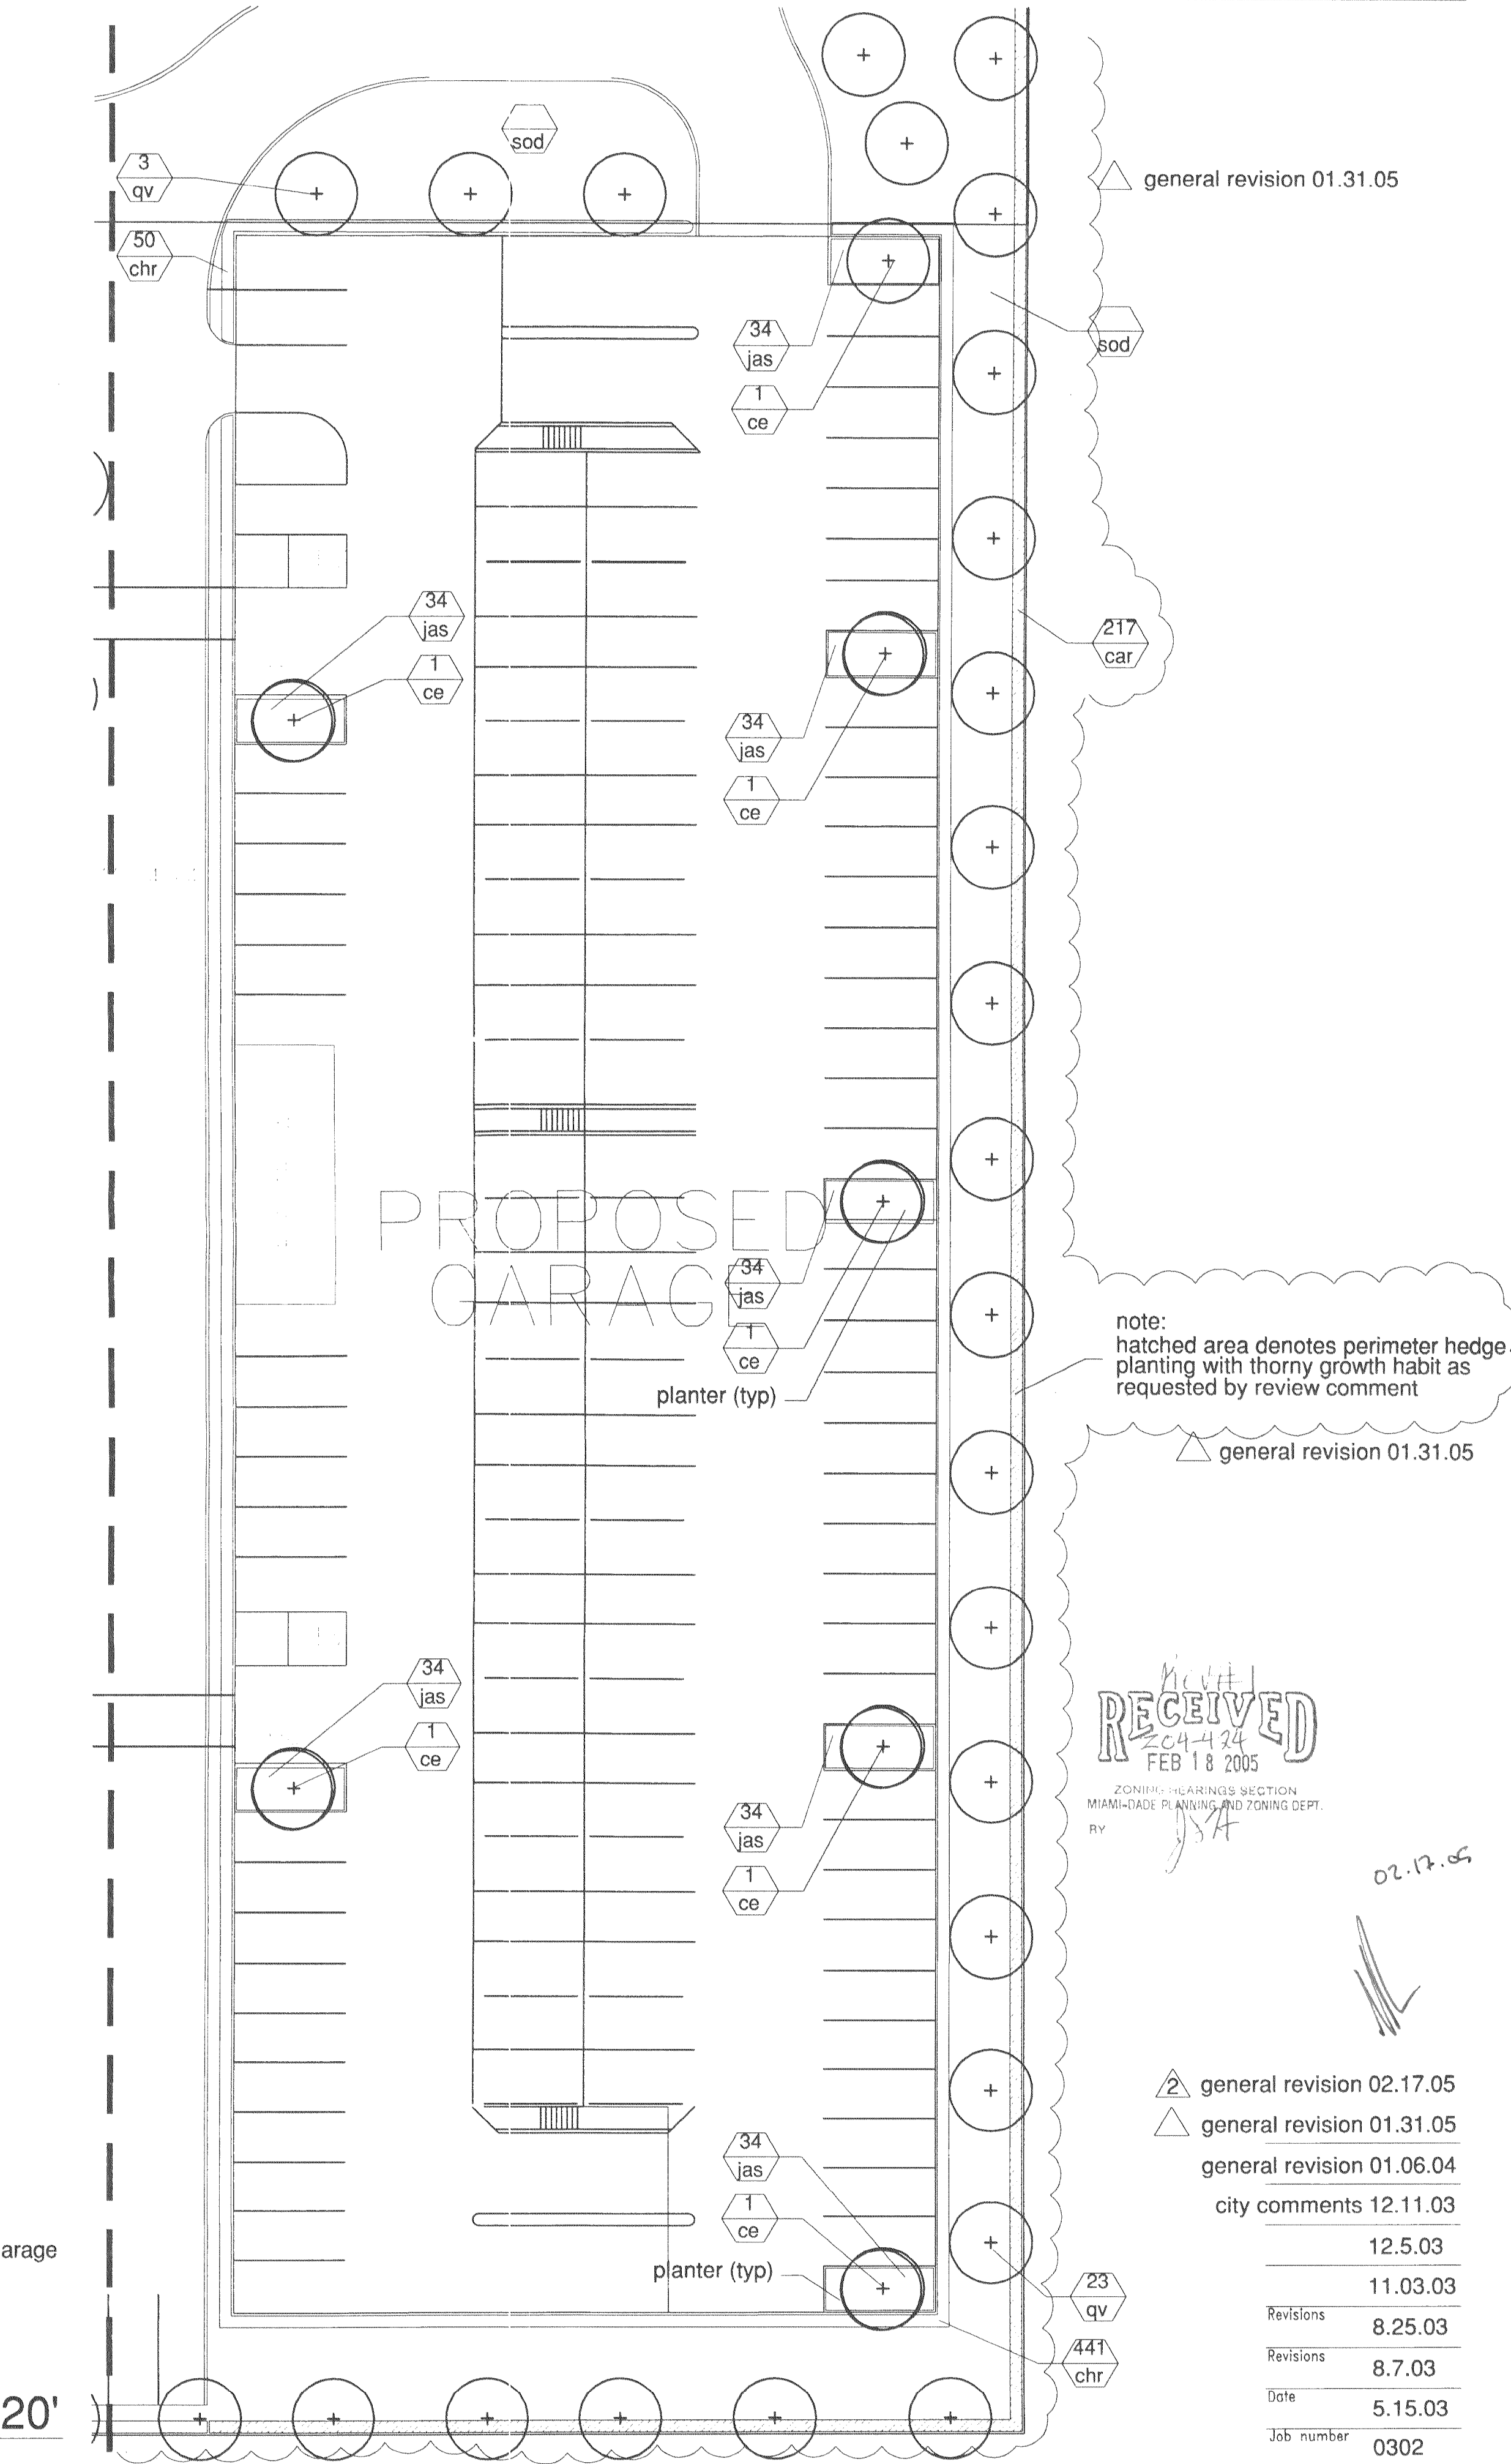 sod
3
qv
general revision 01.31.05
50
chr
34
jas
sod
1
ce
34
jas
217
car
1
ce
34
jas
1
ce
PROPOSED
GARAGE
34
jas
1
ce
planter (typ)
note:
hatched area denotes perimeter hedge
planting with thorny growth habit as
requested by review comment
general revision 01.31.05
34
jas
1
ce
RECEIVED
Z04-424
FEB 18 2005
ZONING HEARINGS SECTION
MIAMI-DADE PLANNING AND ZONING DEPT.
BY
34
jas
1
ce
02.17.05
2 general revision 02.17.05
general revision 01.31.05
general revision 01.06.04
city comments 12.11.03
12.5.03
11.03.03
Revisions 8.25.03
Revisions 8.7.03
Date 5.15.03
Job number 0302
34
jas
1
ce
planter (typ)
23
qv
441
chr
arage
20'